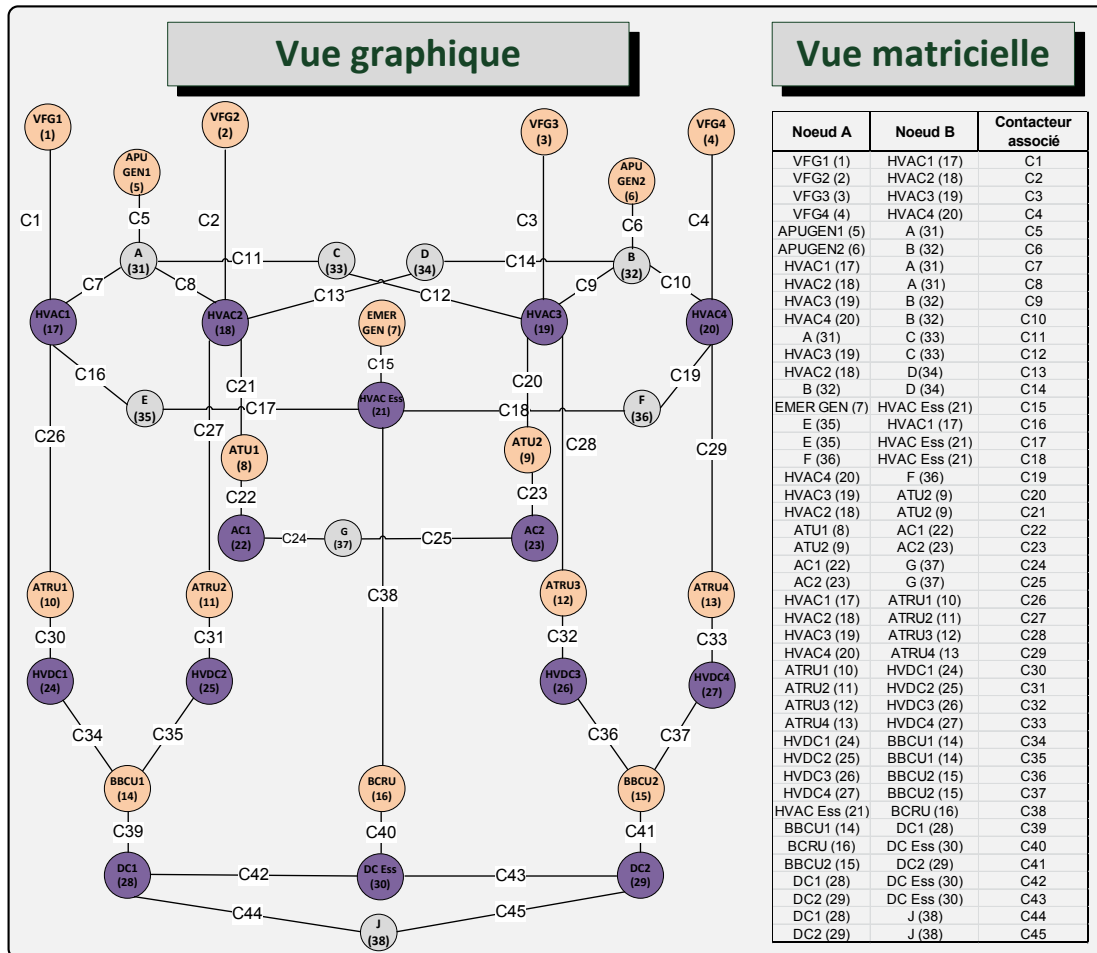 Vue graphique
Vue matricielle
VFG1
(1)
VFG2
(2)
VFG3
(3)
VFG4
(4)
APU
GEN1
(5)
APU
GEN2
(6)
C1
C5
C2
C3
C6
C4
A
(31)
C11
C
(33)
D
(34)
C14
B
(32)
C7
C8
C13
C12
C9
C10
HVAC1
(17)
HVAC2
(18)
EMER
GEN (7)
HVAC3
(19)
HVAC4
(20)
C16
C21
C15
C20
C19
E
(35)
C17
HVAC Ess
(21)
C18
F
(36)
C26
C27
C28
C29
ATU1
(8)
ATU2
(9)
C22
C23
AC1
(22)
C24
G
(37)
C25
AC2
(23)
ATRU1
(10)
ATRU2
(11)
C38
ATRU3
(12)
ATRU4
(13)
C30
C31
C32
C33
HVDC1
(24)
HVDC2
(25)
HVDC3
(26)
HVDC4
(27)
C34
C35
C36
C37
BBCU1
(14)
BCRU
(16)
BBCU2
(15)
C39
C40
C41
DC1
(28)
C42
DC Ess
(30)
C43
DC2
(29)
C44
C45
J
(38)
Noeud A Noeud B Contacteur
associé
VFG1 (1) HVAC1 (17) C1
VFG2 (2) HVAC2 (18) C2
VFG3 (3) HVAC3 (19) C3
VFG4 (4) HVAC4 (20) C4
APUGEN1 (5) A (31) C5
APUGEN2 (6) B (32) C6
HVAC1 (17) A (31) C7
HVAC2 (18) A (31) C8
HVAC3 (19) B (32) C9
HVAC4 (20) B (32) C10
A (31) C (33) C11
HVAC3 (19) C (33) C12
HVAC2 (18) D(34) C13
B (32) D (34) C14
EMER GEN (7) HVAC Ess (21) C15
E (35) HVAC1 (17) C16
E (35) HVAC Ess (21) C17
F (36) HVAC Ess (21) C18
HVAC4 (20) F (36) C19
HVAC3 (19) ATU2 (9) C20
HVAC2 (18) ATU2 (9) C21
ATU1 (8) AC1 (22) C22
ATU2 (9) AC2 (23) C23
AC1 (22) G (37) C24
AC2 (23) G (37) C25
HVAC1 (17) ATRU1 (10) C26
HVAC2 (18) ATRU2 (11) C27
HVAC3 (19) ATRU3 (12) C28
HVAC4 (20) ATRU4 (13 C29
ATRU1 (10) HVDC1 (24) C30
ATRU2 (11) HVDC2 (25) C31
ATRU3 (12) HVDC3 (26) C32
ATRU4 (13) HVDC4 (27) C33
HVDC1 (24) BBCU1 (14) C34
HVDC2 (25) BBCU1 (14) C35
HVDC3 (26) BBCU2 (15) C36
HVDC4 (27) BBCU2 (15) C37
HVAC Ess (21) BCRU (16) C38
BBCU1 (14) DC1 (28) C39
BCRU (16) DC Ess (30) C40
BBCU2 (15) DC2 (29) C41
DC1 (28) DC Ess (30) C42
DC2 (29) DC Ess (30) C43
DC1 (28) J (38) C44
DC2 (29) J (38) C45